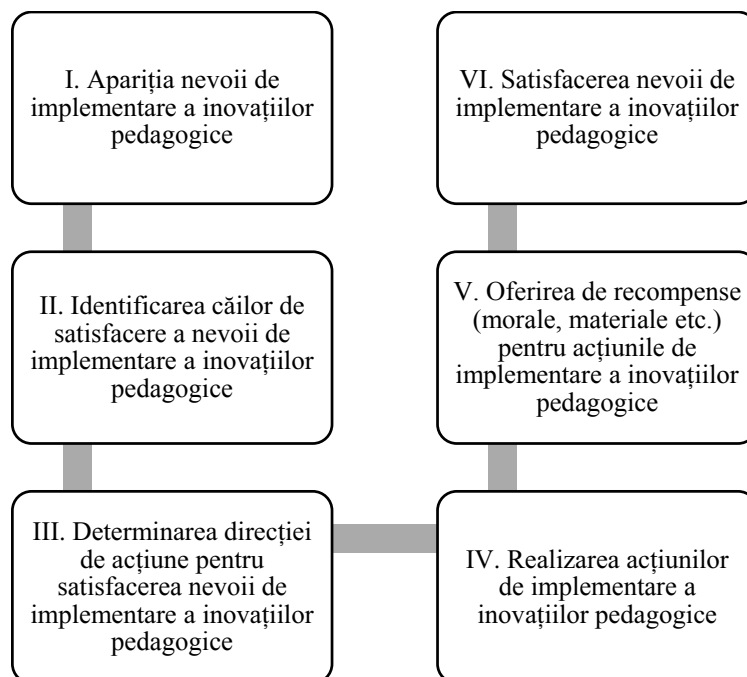 I. Apariția nevoii de
implementare a inovațiilor
pedagogice
II. Identificarea căilor de
satisfacere a nevoii de
implementare a inovațiilor
pedagogice
III. Determinarea direcției
de acțiune pentru
satisfacerea nevoii de
implementare a inovațiilor
pedagogice
IV. Realizarea acțiunilor
de implementare a
inovațiilor pedagogice
V. Oferirea de recompense
(morale, materiale etc.)
pentru acțiunile de
implementare a inovațiilor
pedagogice
VI. Satisfacerea nevoii de
implementare a inovațiilor
pedagogice